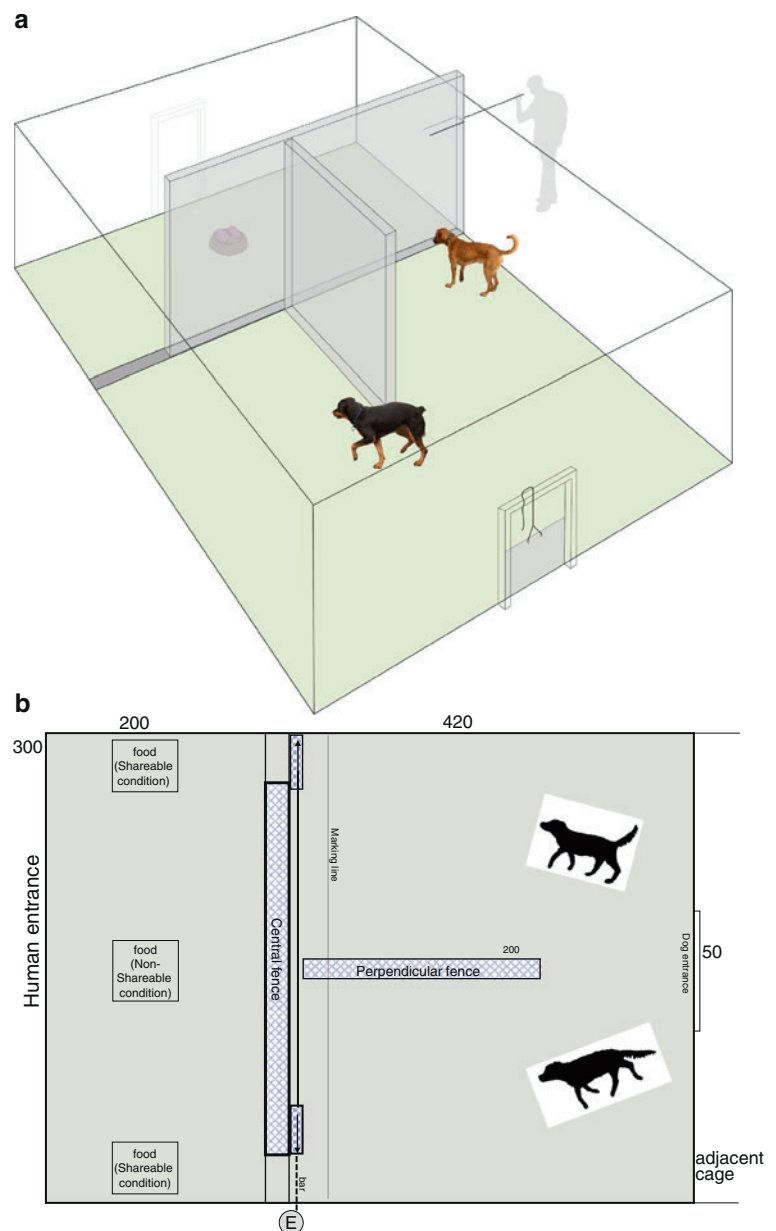 a
b
200
420
300
food
(Shareable
condition)
Marking line
Human entrance
Central fence
food
(Non-
Shareable
condition)
200
Perpendicular fence
Dog entrance
50
food
(Shareable
condition)
bar
adjacent
cage
E